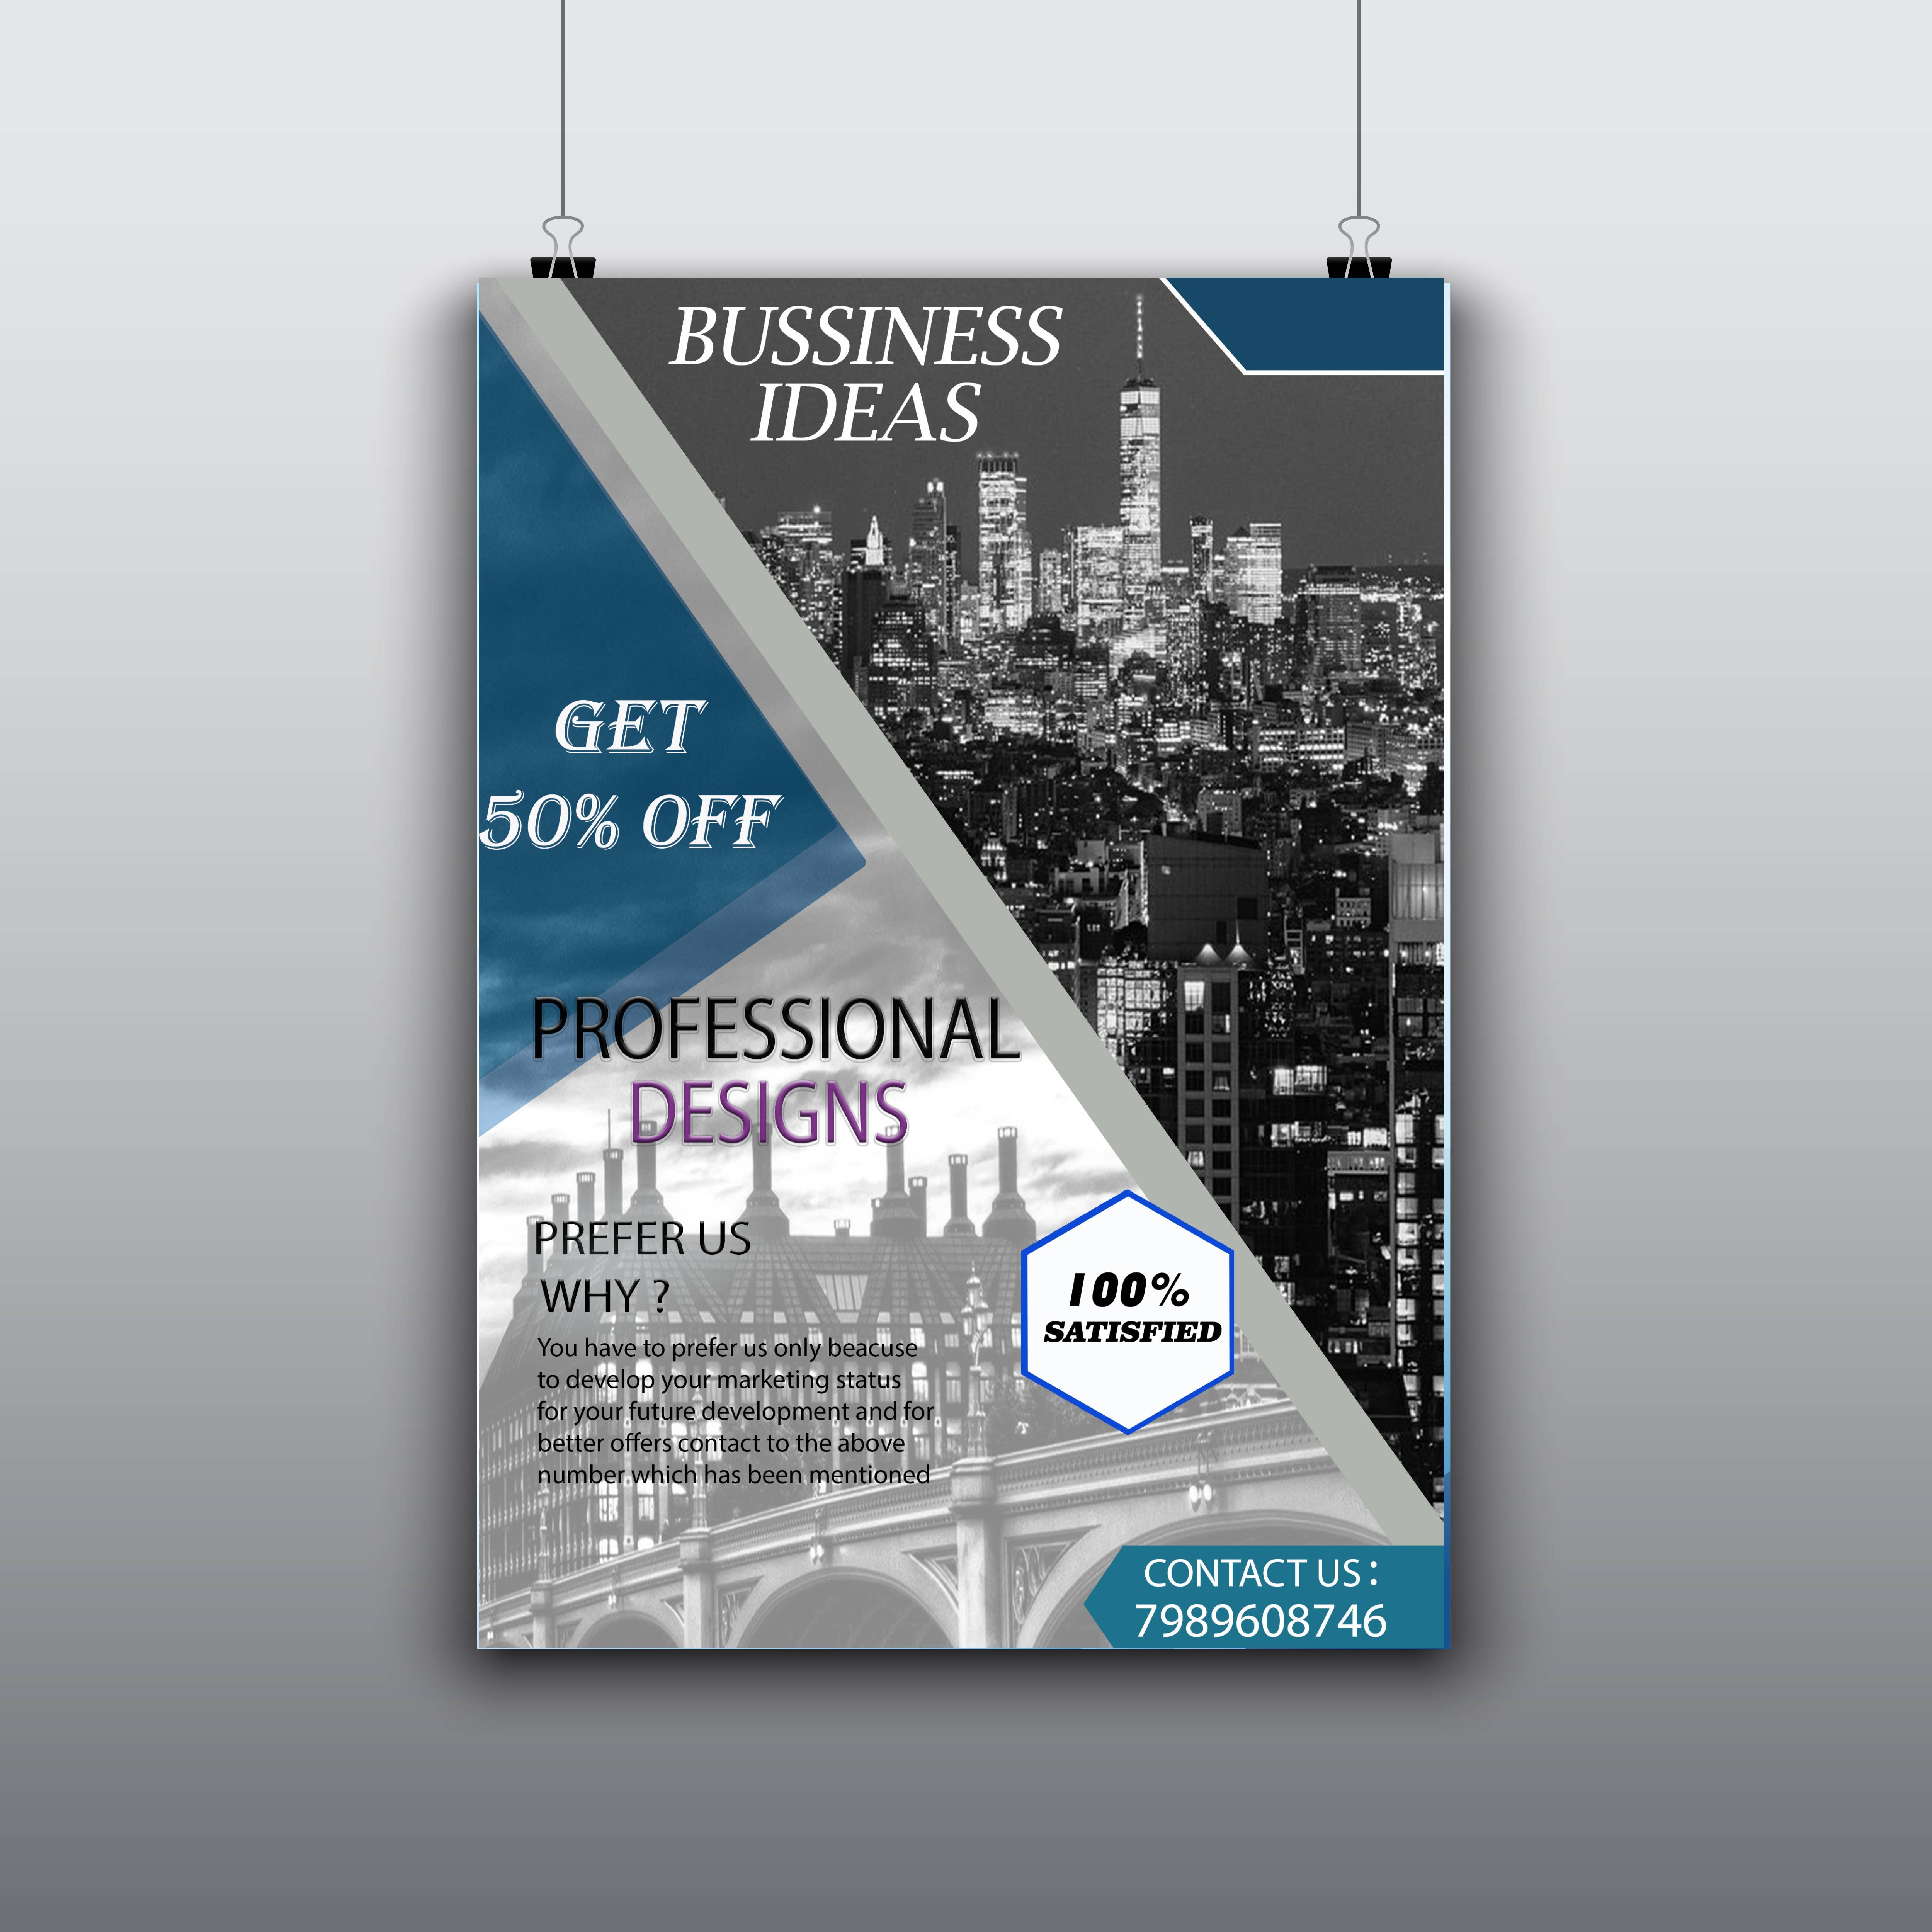 BUSSINESS
IDEAS
GET
50% OFF
PROFESSIONAL
DESIGNS
PREFER US
WHY ?
You have to prefer us only beacuse
to develop your marketing status
for your future development and for
better offers contact to the above
number which has been mentioned
100%
SATISFIED
CONTACT US :
7989608746